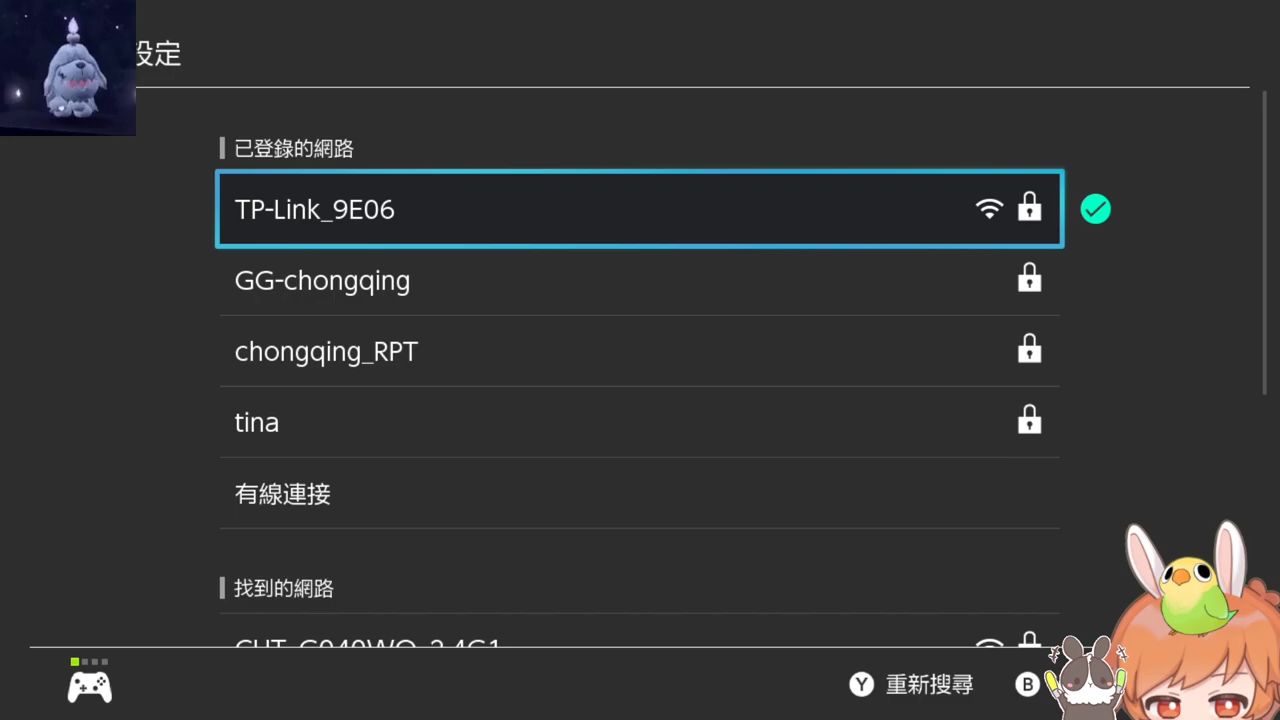 設定
已登錄的網路
TP-Link_9E06
GG-chongqing
chongqing_RPT
tina
有線連接
找到的網路
Y 重新搜尋
B